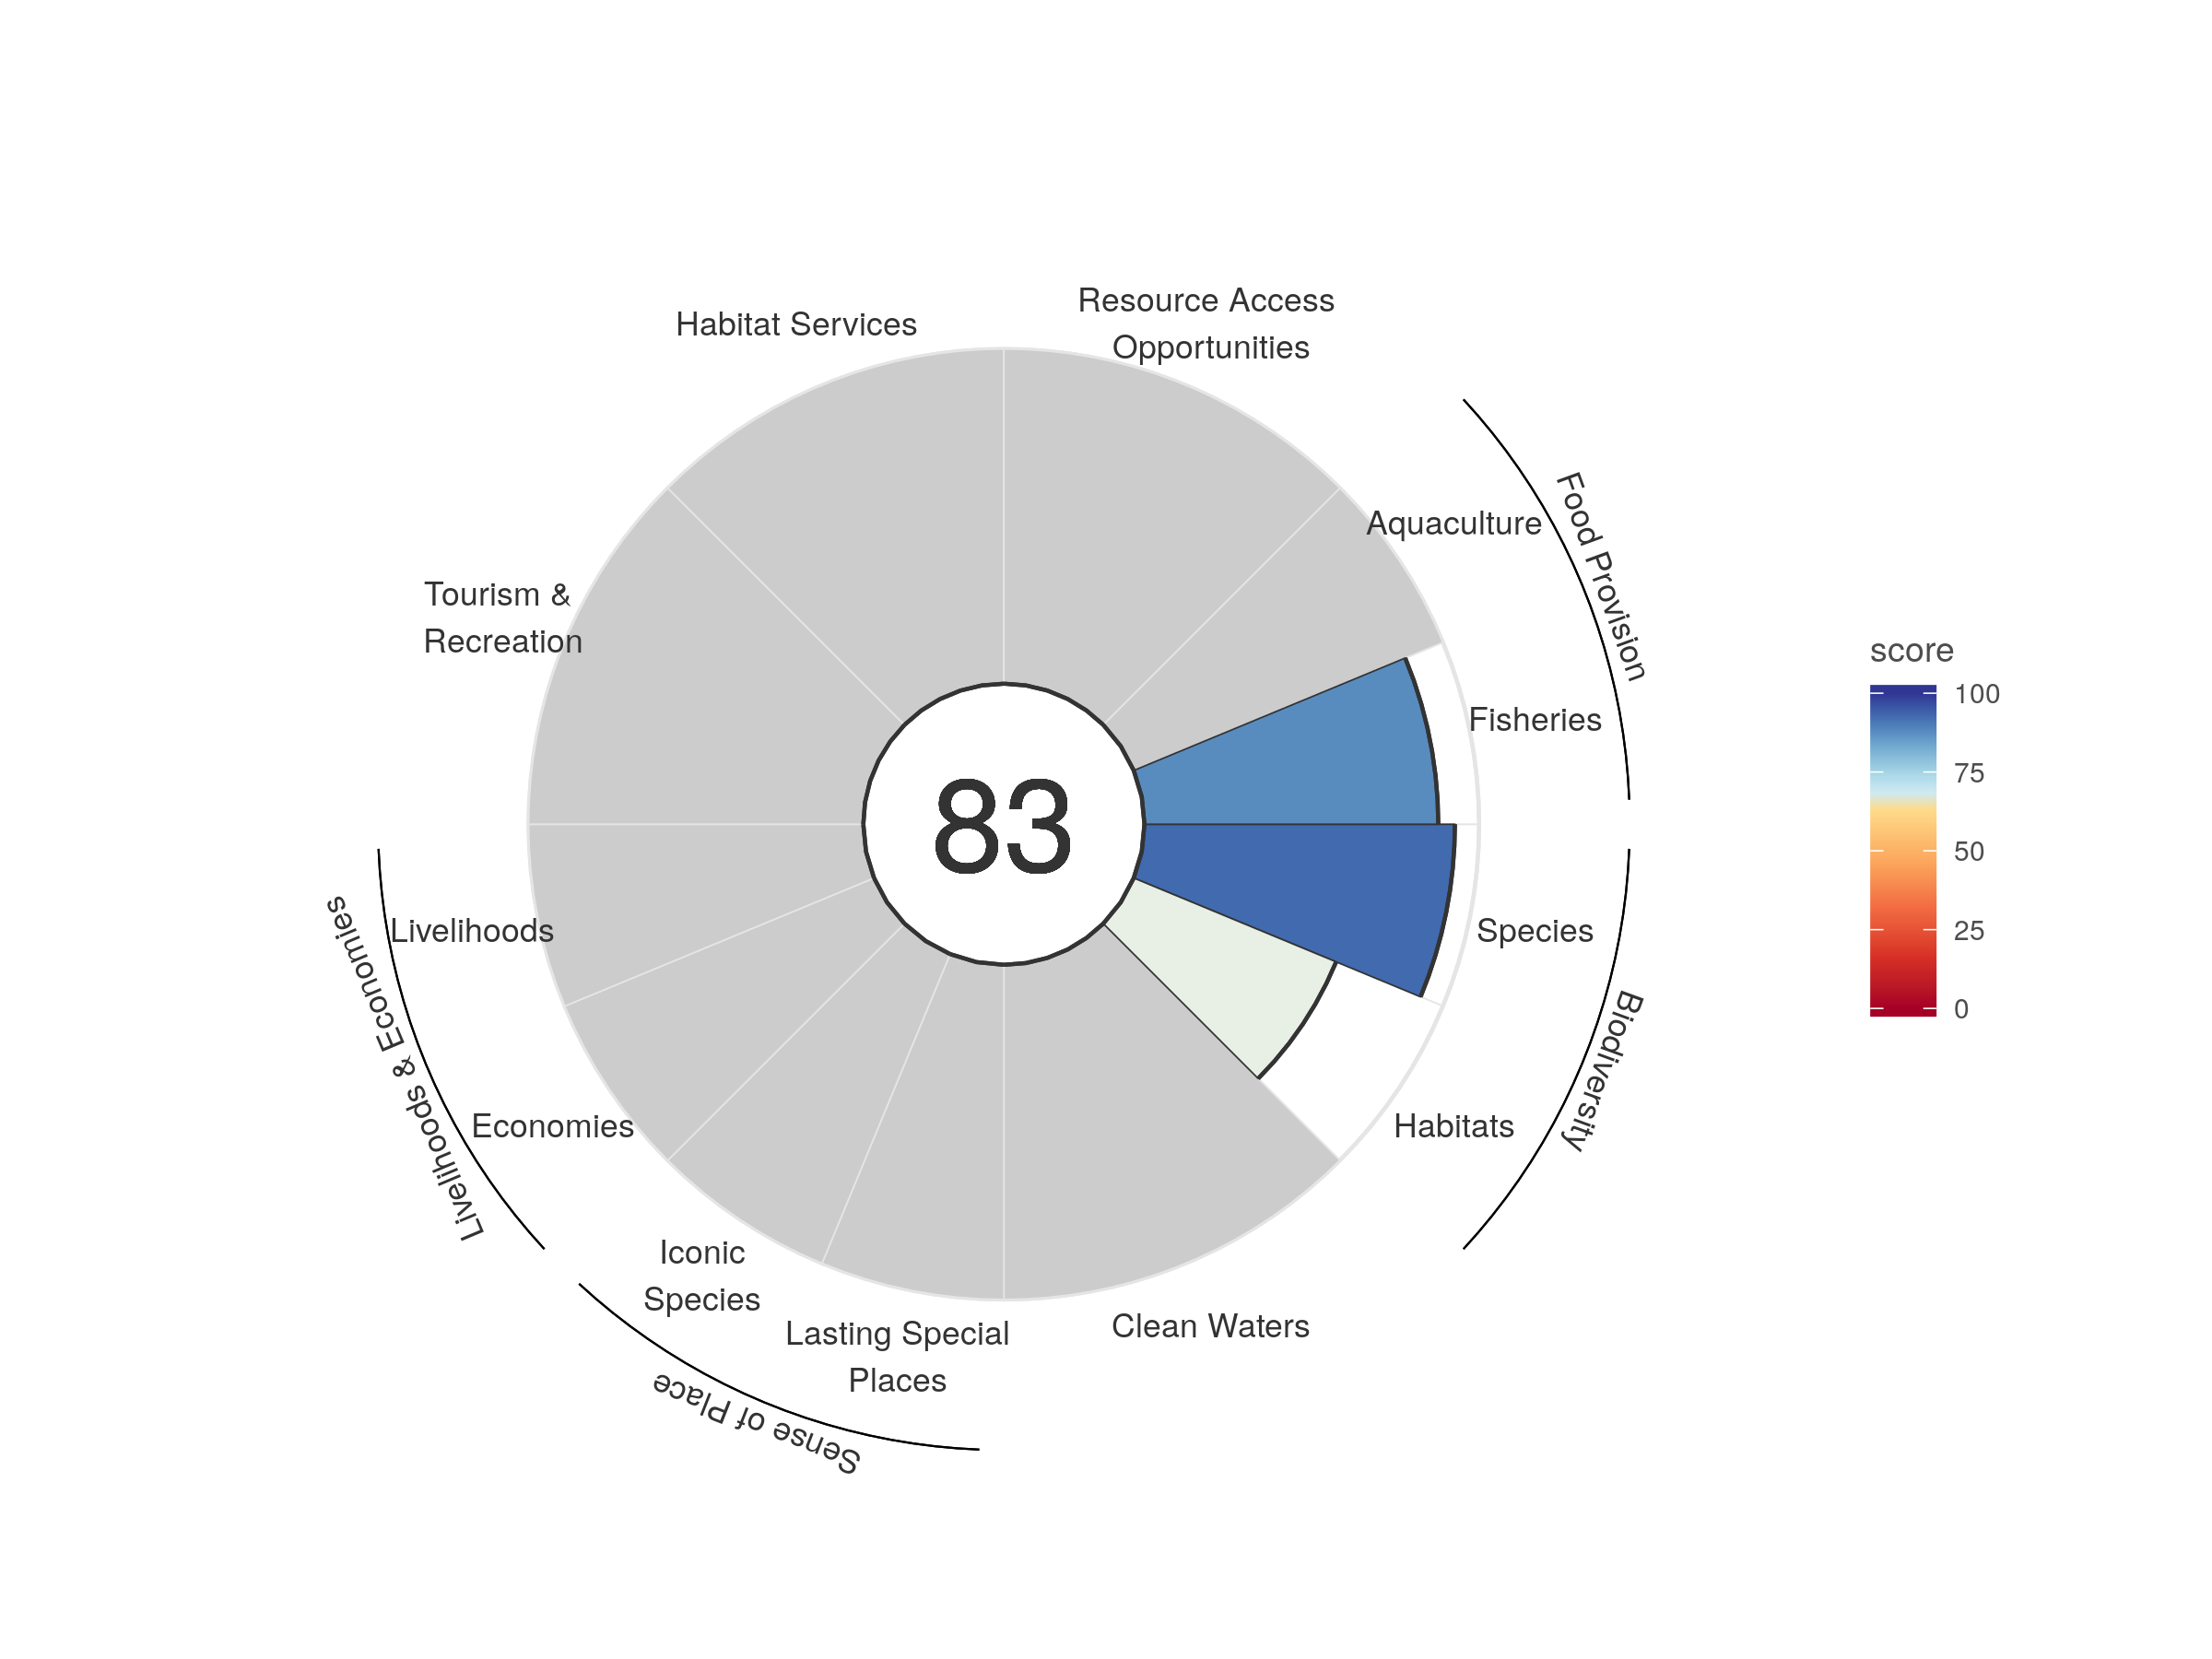 Resource Access
Opportunities
Habitat Services
Aquaculture
Food Provision
Tourism &
Recreation
Fisheries
score
100
75
50
25
0
83
Livelihoods
Species
Livelihoods & Economies
Biodiversity
Economies
Habitats
Iconic
Species
Lasting Special
Places
Clean Waters
Sense of Place